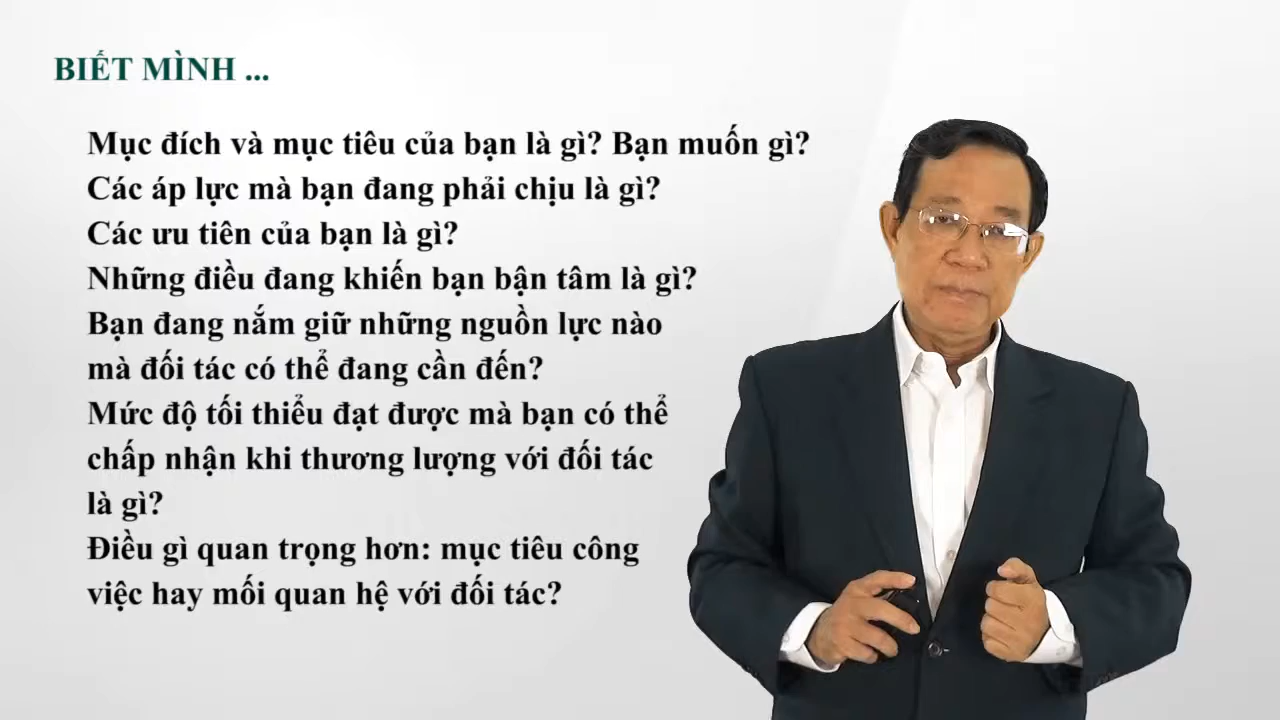 BIẾT MÌNH ...
Mục đích và mục tiêu của bạn là gì? Bạn muốn gì?
Các áp lực mà bạn đang phải chịu là gì?
Các ưu tiên của bạn là gì?
Những điều đang khiến bạn bận tâm là gì?
Bạn đang nắm giữ những nguồn lực nào
mà đối tác có thể đang cần đến?
Mức độ tối thiểu đạt được mà bạn có thể
chấp nhận khi thương lượng với đối tác
là gì?
Điều gì quan trọng hơn: mục tiêu công
việc hay mối quan hệ với đối tác?